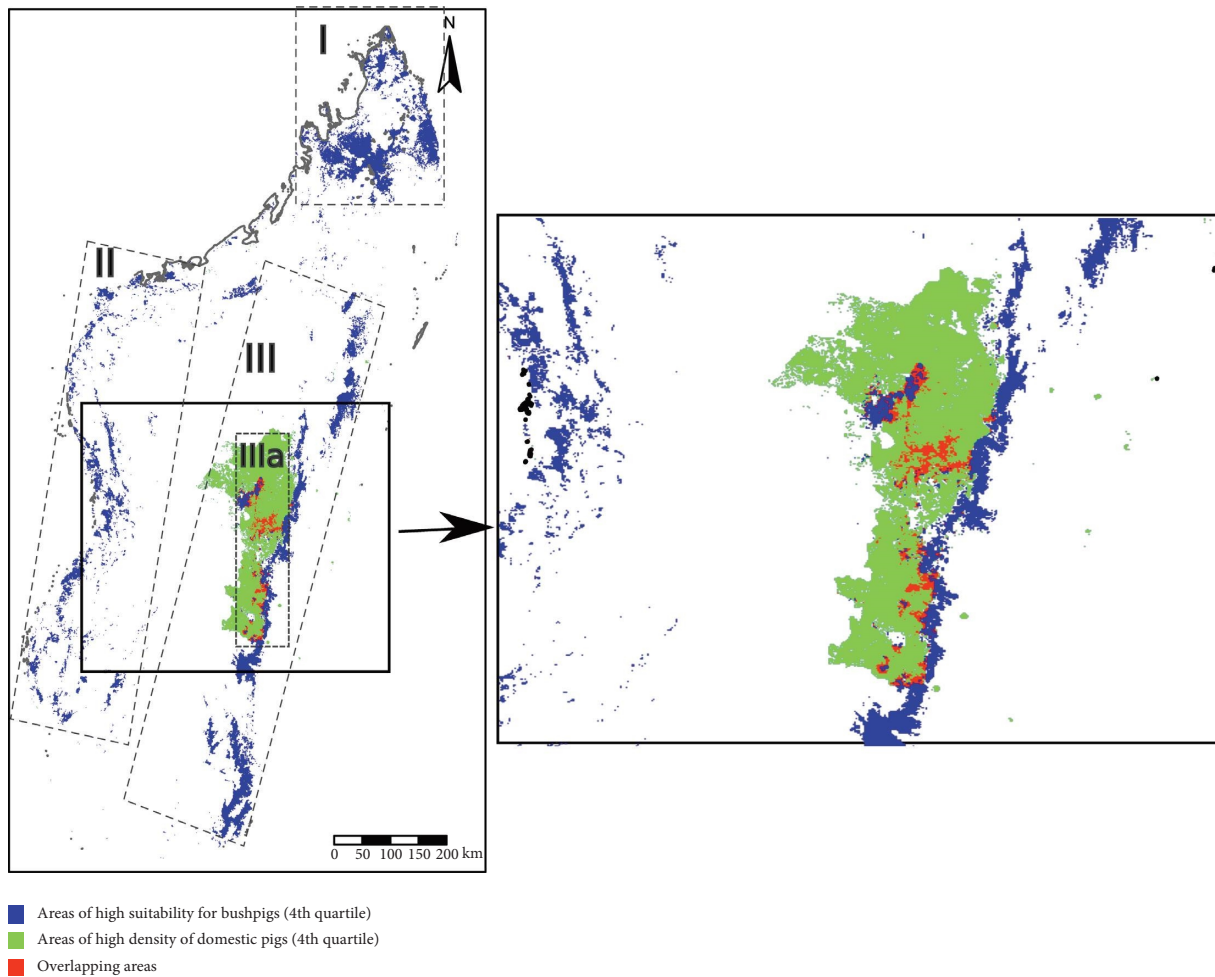 I
N
II
III
IIIa
0 50 100 150 200 km
Areas of high suitability for bushpigs (4th quartile)
Areas of high density of domestic pigs (4th quartile)
Overlapping areas